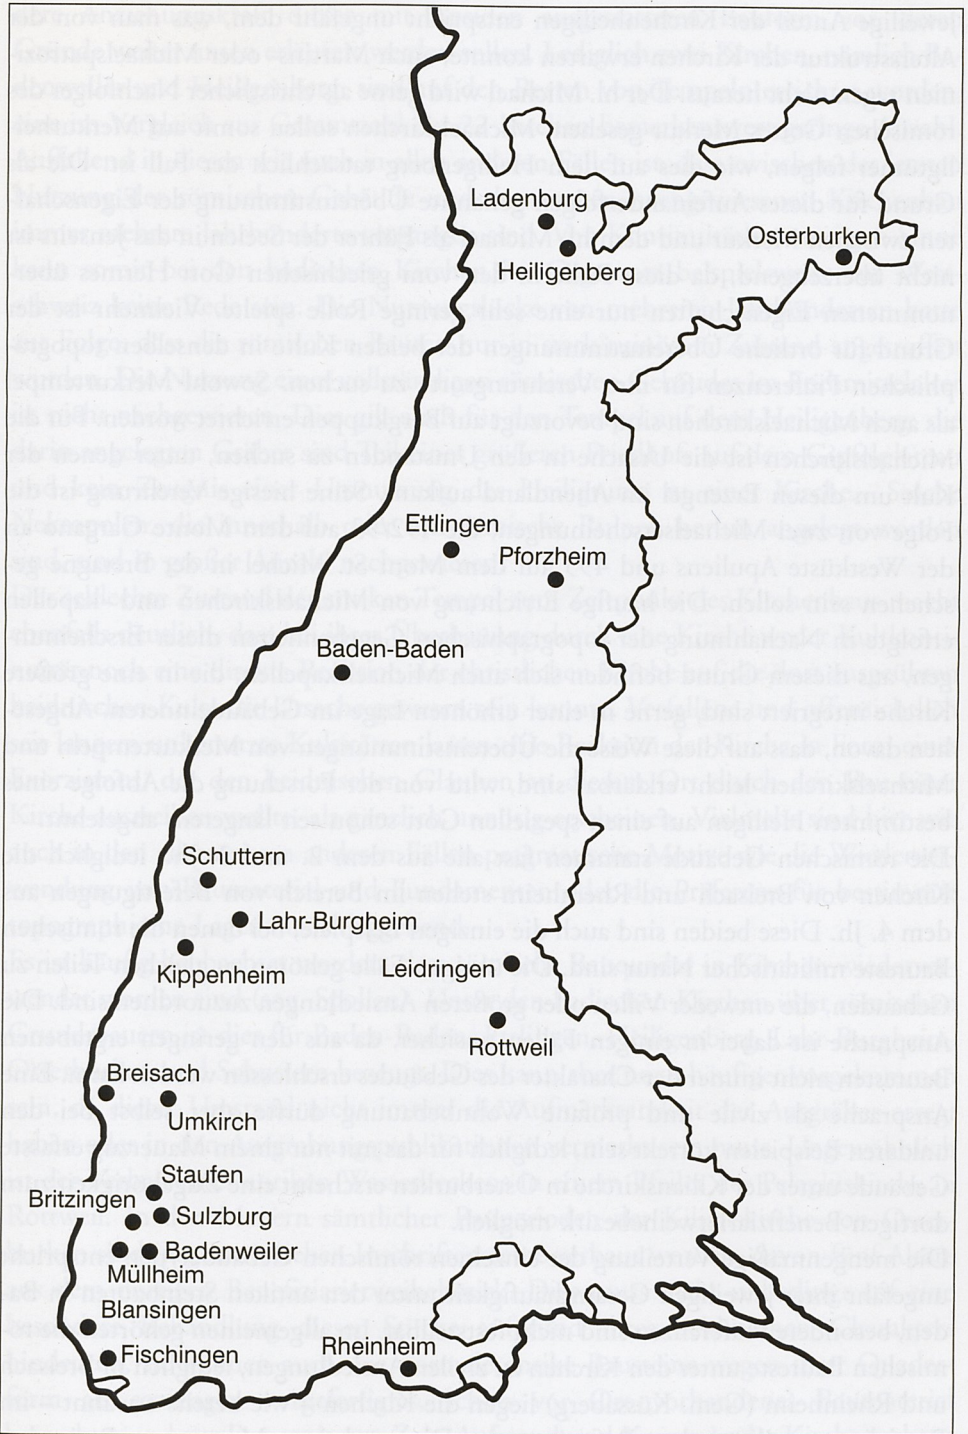 Ladenburg
Osterburken
Heiligenberg
Ettlingen
Pforzheim
Baden-Baden
Schuttern
Lahr-Burgheim
Kippenheim
Leidringen
Rottweil
Breisach
Umkirch
Staufen
Britzingen
Sulzburg
Badenweiler
Müllheim
Blansingen
Fischingen
Rheinheim